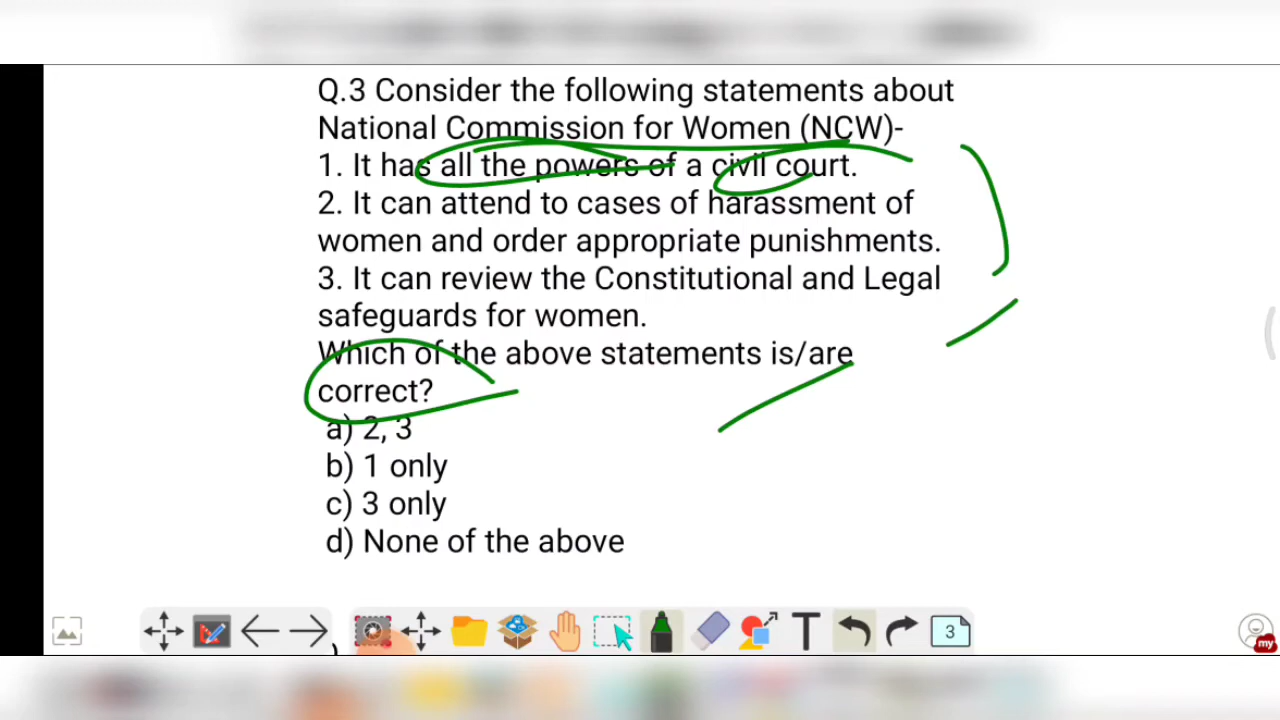 Q.3 Consider the following statements about
National Commission for Women (NCW)-
1. It has all the powers of a civil court.
2. It can attend to cases of harassment of
women and order appropriate punishments.
3. It can review the Constitutional and Legal
safeguards for women.
Which of the above statements is/are
correct?
a) 2, 3
b) 1 only
c) 3 only
d) None of the above
T
3
my